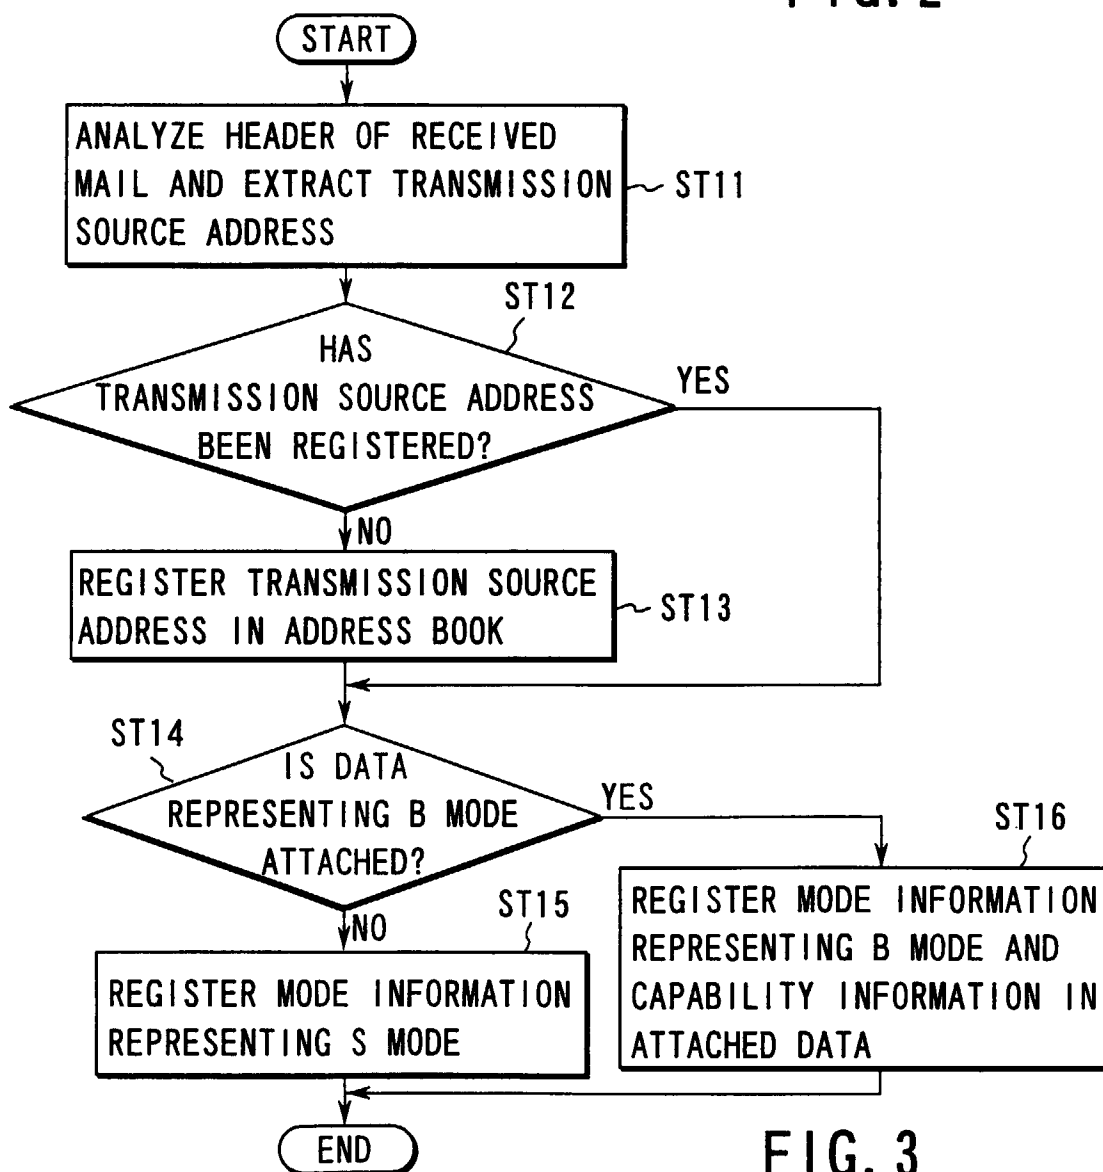 FIG. 2
START
ANALYZE HEADER OF RECEIVED
MAIL AND EXTRACT TRANSMISSION
SOURCE ADDRESS
ST11
ST12
HAS
TRANSMISSION SOURCE ADDRESS
BEEN REGISTERED?
YES
NO
REGISTER TRANSMISSION SOURCE
ADDRESS IN ADDRESS BOOK
ST13
ST14
IS DATA
REPRESENTING B MODE
ATTACHED?
YES
NO
ST15
REGISTER MODE INFORMATION
REPRESENTING S MODE
ST16
REGISTER MODE INFORMATION
REPRESENTING B MODE AND
CAPABILITY INFORMATION IN
ATTACHED DATA
END
FIG. 3